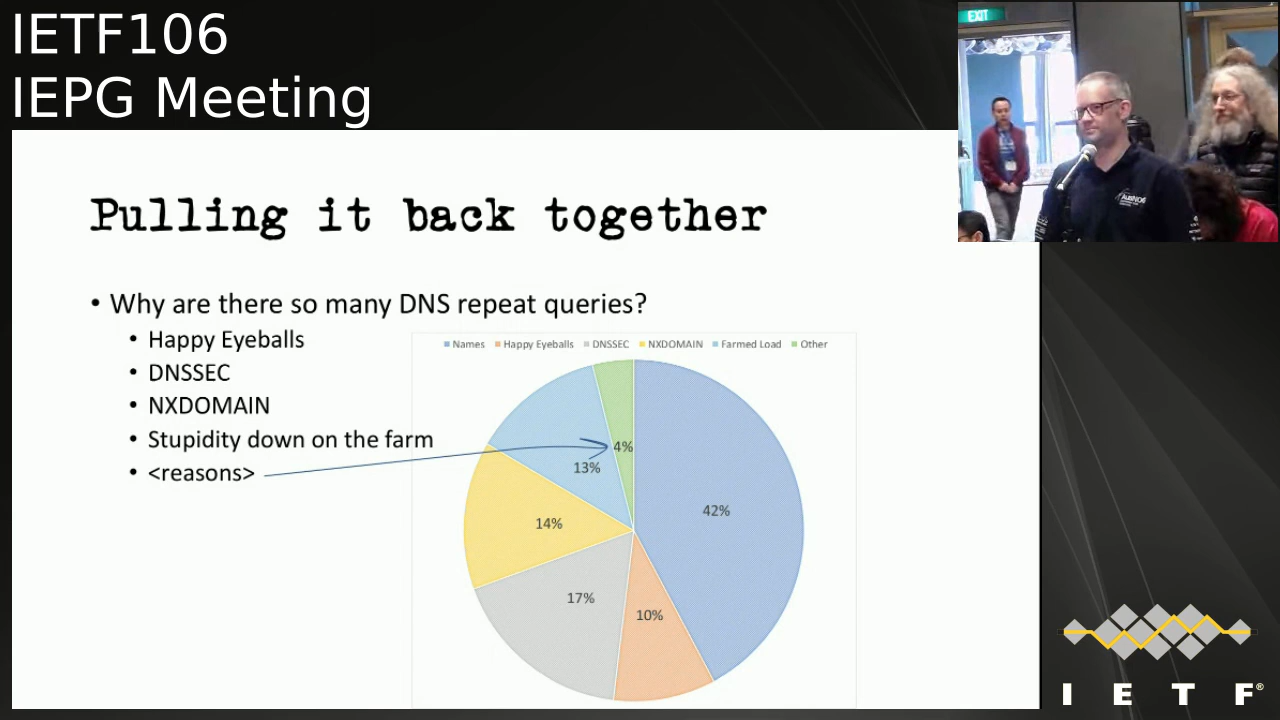 IETF106
IEPG Meeting
EXIT
Pulling it back together
• Why are there so many DNS repeat queries?
• Happy Eyeballs
• DNSSEC
• NXDOMAIN
• Stupidity down on the farm
• <reasons>
Names Happy Eyeballs DNSSEC NXDOMAIN Farmed Load Other
4%
13%
42%
14%
17%
10%
I E T F®